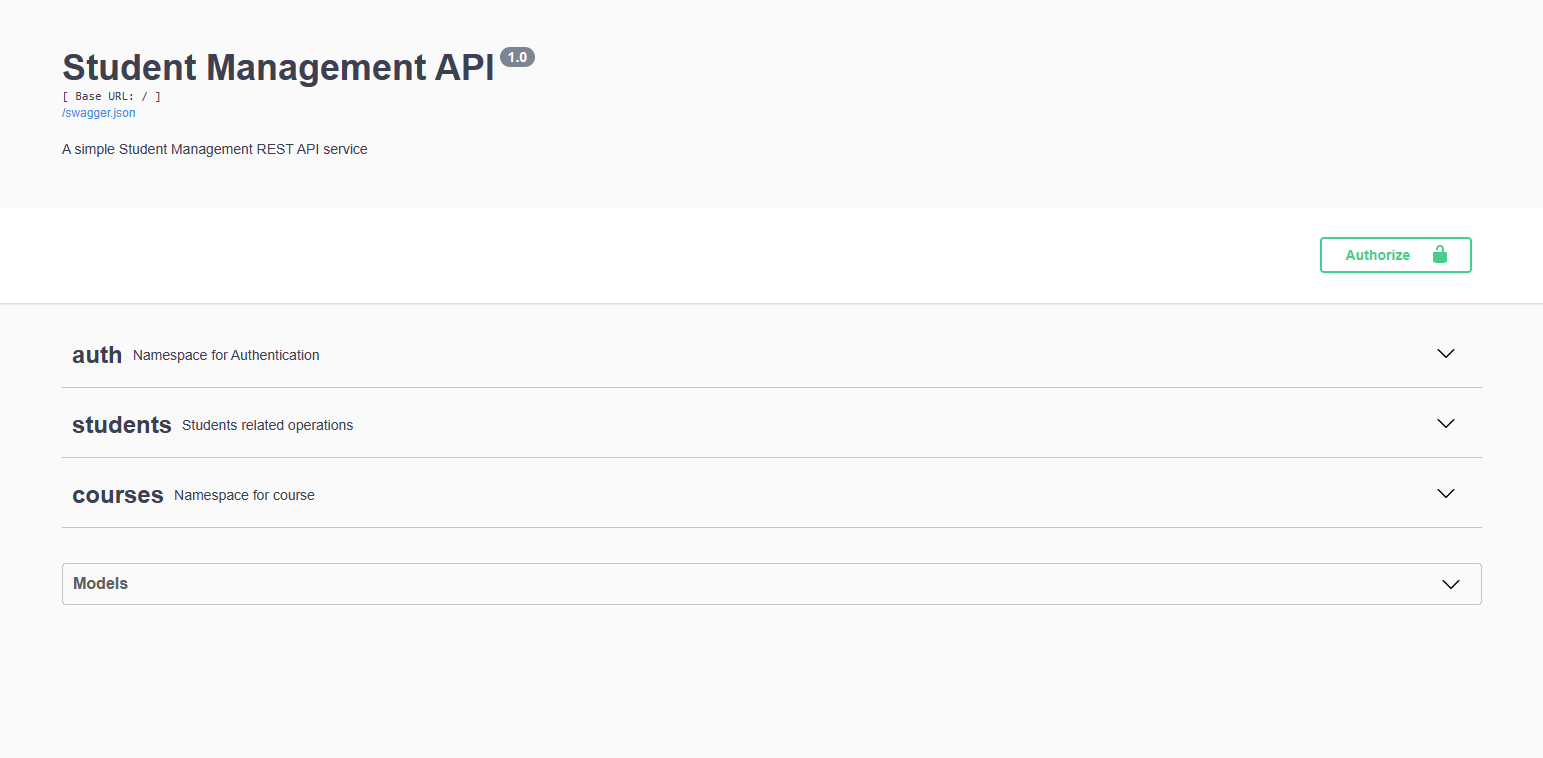 Student Management API 1.0
[ Base URL: / ]
/swagger.json
A simple Student Management REST API service
Authorize
auth Namespace for Authentication
students Students related operations
courses Namespace for course
Models